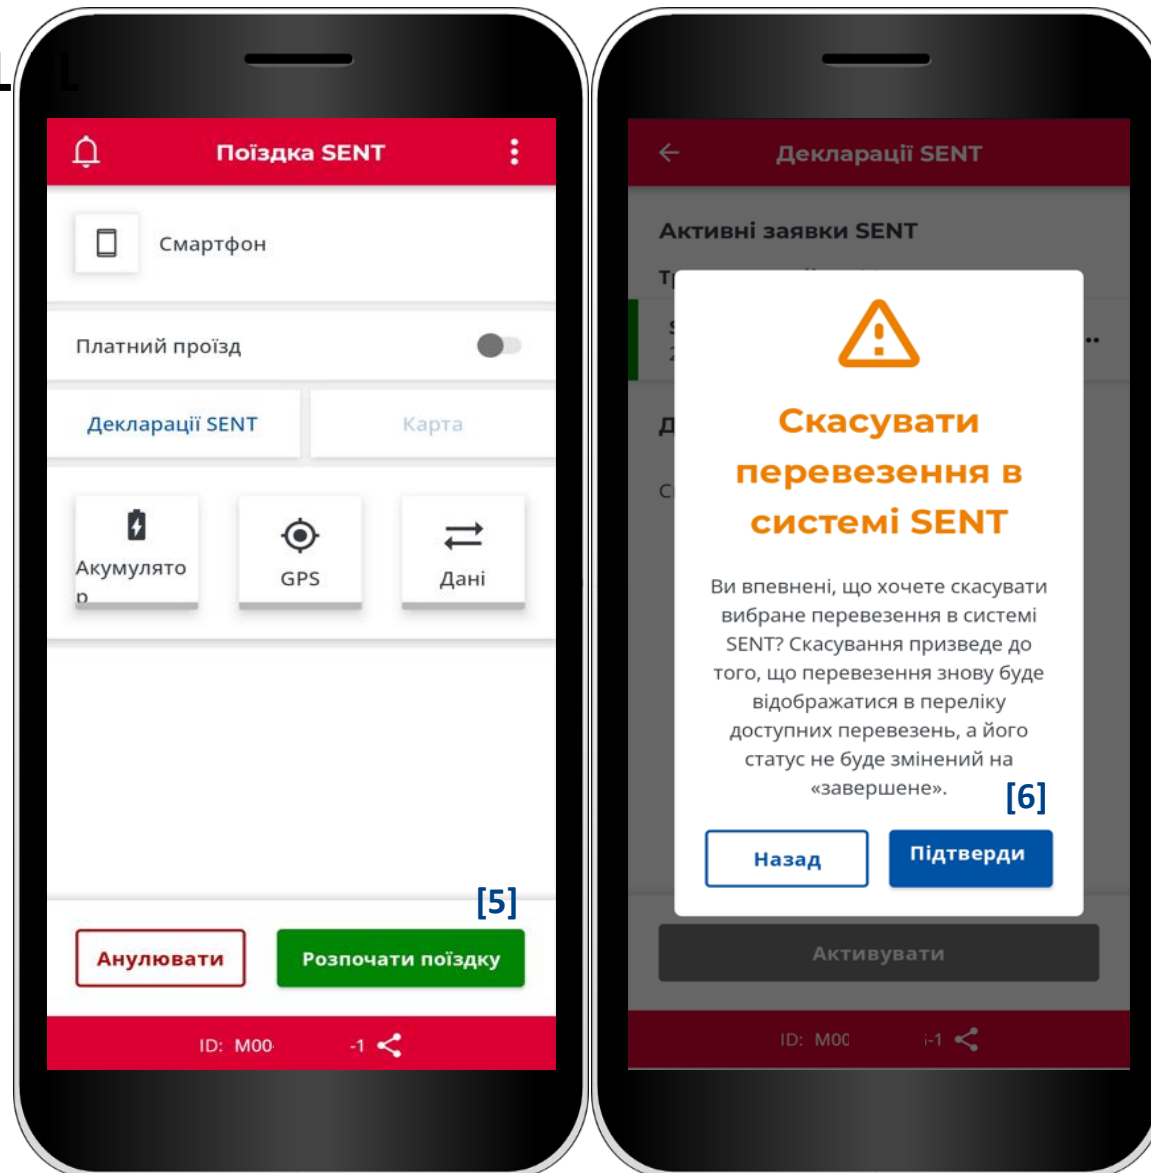 Поїздка SENT
Смартфон
Платний проїзд
Декларації SENT
Карта
Акумулято
р
GPS
Дані
[5]
Анулювати
Розпочати поїздку
ID: M00
-1
Декларації SENT
Активні заявки SENT
Скасувати
перевезення в
системі SENT
Ви впевнені, що хочете скасувати
вибране перевезення в системі
SENT? Скасування призведе до
того, що перевезення знову буде
відображатися в переліку
доступних перевезень, а його
статус не буде змінений на
«завершене».
[6]
Назад
Підтверди
Активувати
ID: M00
-1